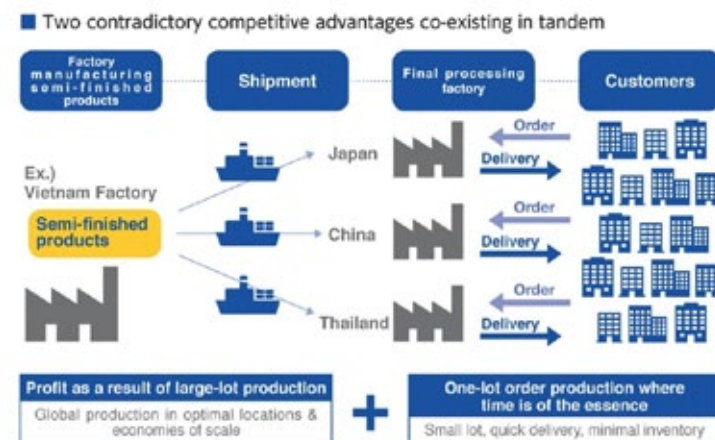 Two contradictory competitive advantages co-existing in tandem
Factory
manufacturing
semi-finished
products
Shipment
Final processing
factory
Customers
Ex.)
Vietnam Factory
Semi-finished
products
Japan
Order
Delivery
China
Order
Delivery
Thailand
Order
Delivery
Profit as a result of large-lot production
Global production in optimal locations &
economies of scale
+
One-lot order production where
time is of the essence
Small lot, quick delivery, minimal inventory